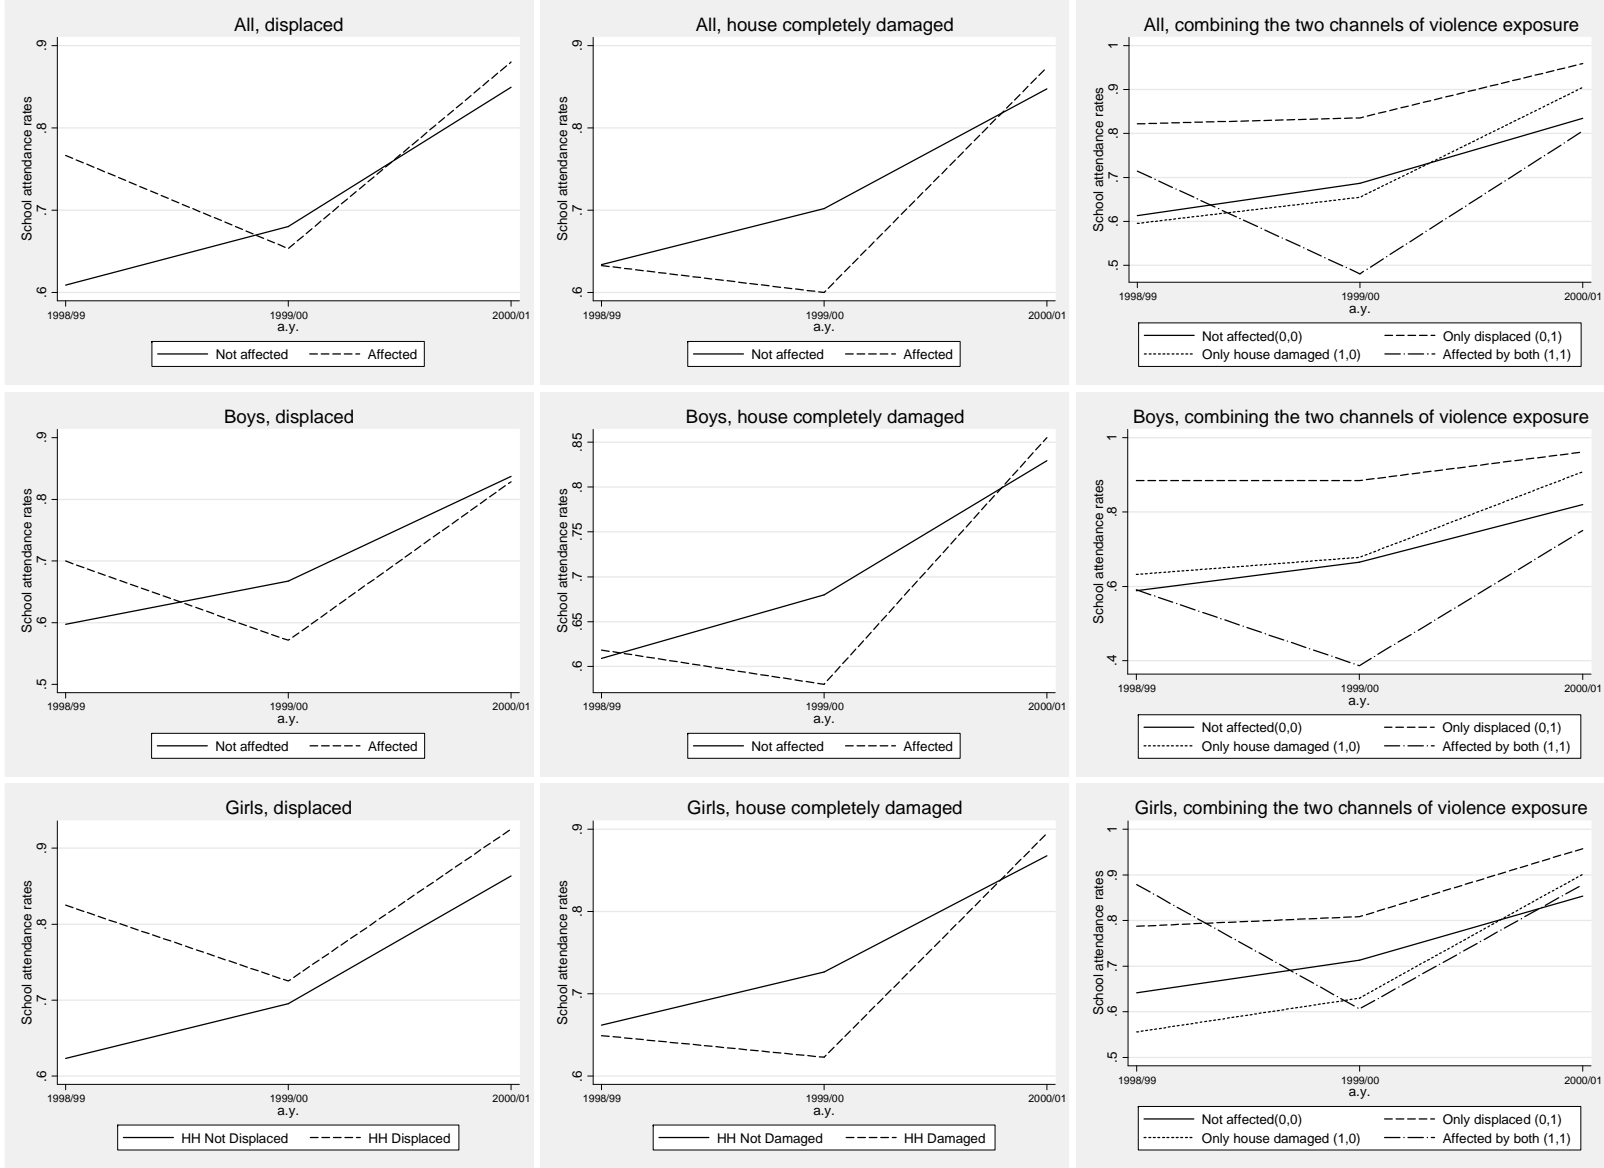 All, displaced
School attendance rates
.9
.8
.7
.6
1998/99 1999/00 2000/01
a.y.
Not affected Affected
All, house completely damaged
School attendance rates
.9
.8
.7
.6
1998/99 1999/00 2000/01
a.y.
Not affected Affected
All, combining the two channels of violence exposure
School attendance rates
1
.9
.8
.7
.6
.5
1998/99 1999/00 2000/01
a.y.
Not affected(0,0) Only displaced (0,1)
Only house damaged (1,0) Affected by both (1,1)
Boys, displaced
School attendance rates
.9
.8
.7
.6
.5
1998/99 1999/00 2000/01
a.y.
Not affedted Affected
Boys, house completely damaged
School attendance rates
.85
.8
.75
.7
.65
.6
1998/99 1999/00 2000/01
a.y.
Not affected Affected
Boys, combining the two channels of violence exposure
School attendance rates
1
.8
.6
.4
1998/99 1999/00 2000/01
a.y.
Not affected(0,0) Only displaced (0,1)
Only house damaged (1,0) Affected by both (1,1)
Girls, displaced
School attendance rates
.9
.8
.7
.6
1998/99 1999/00 2000/01
a.y.
HH Not Displaced HH Displaced
Girls, house completely damaged
School attendance rates
.9
.8
.7
.6
1998/99 1999/00 2000/01
a.y.
HH Not Damaged HH Damaged
Girls, combining the two channels of violence exposure
School attendance rates
1
.9
.8
.7
.6
.5
1998/99 1999/00 2000/01
a.y.
Not affected(0,0) Only displaced (0,1)
Only house damaged (1,0) Affected by both (1,1)